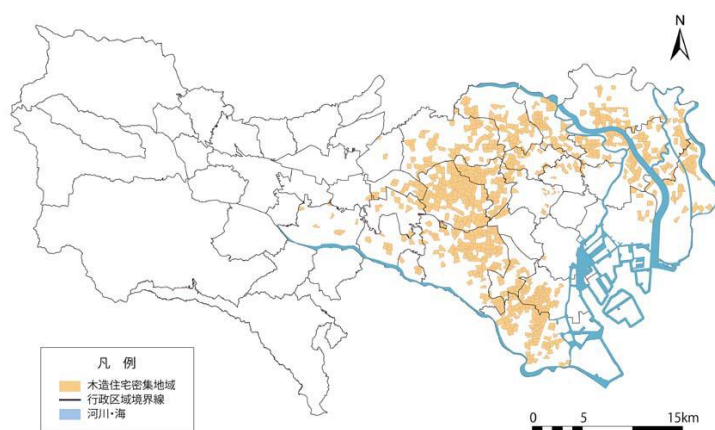 N
凡 例
木造住宅密集地域
行政区域境界線
河川・海
0 5 15km